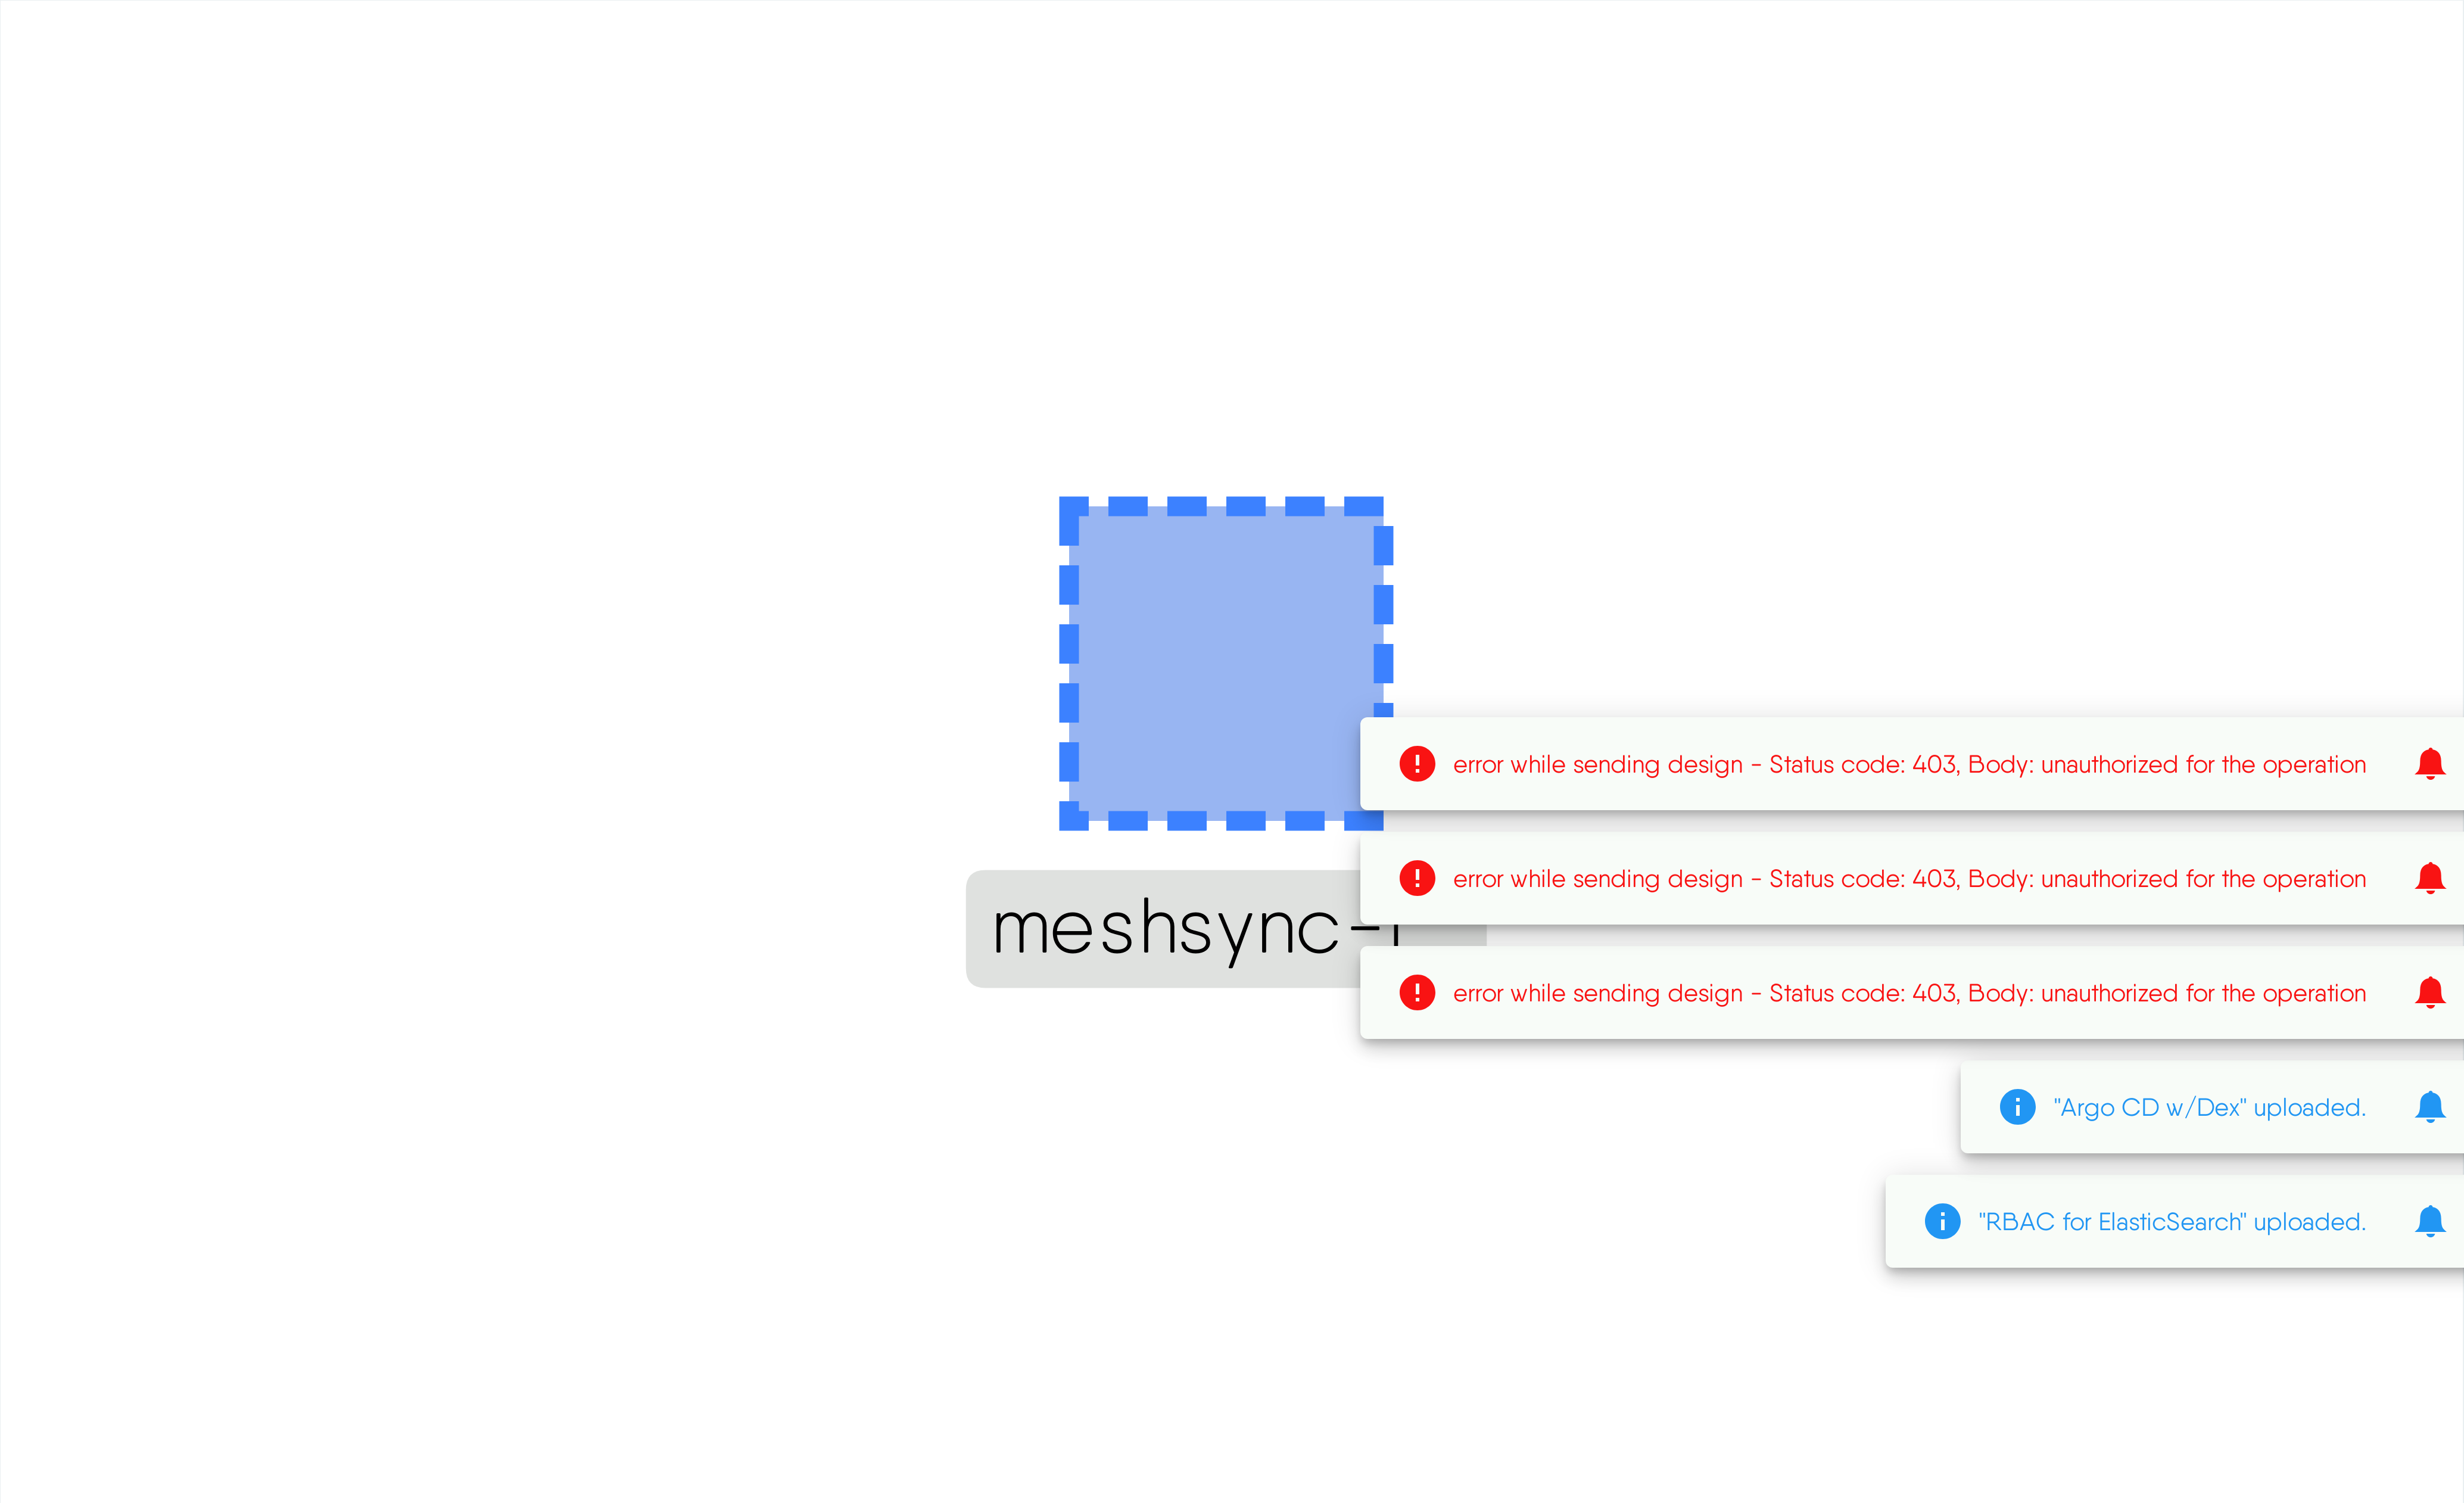 error while sending design - Status code: 403, Body: unauthorized for the operation
error while sending design - Status code: 403, Body: unauthorized for the operation
meshsync-
error while sending design - Status code: 403, Body: unauthorized for the operation
"Argo CD w/Dex" uploaded.
"RBAC for ElasticSearch" uploaded.